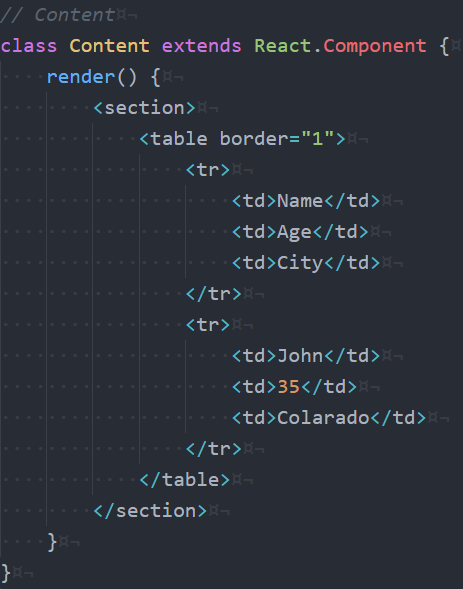 // Content
class Content extends React.Component {
    render() {
        <section>
            <table border="1">
                <tr>
                    <td>Name</td>
                    <td>Age</td>
                    <td>City</td>
                </tr>
                <tr>
                    <td>John</td>
                    <td>35</td>
                    <td>Colarado</td>
                </tr>
            </table>
        </section>
    }
}